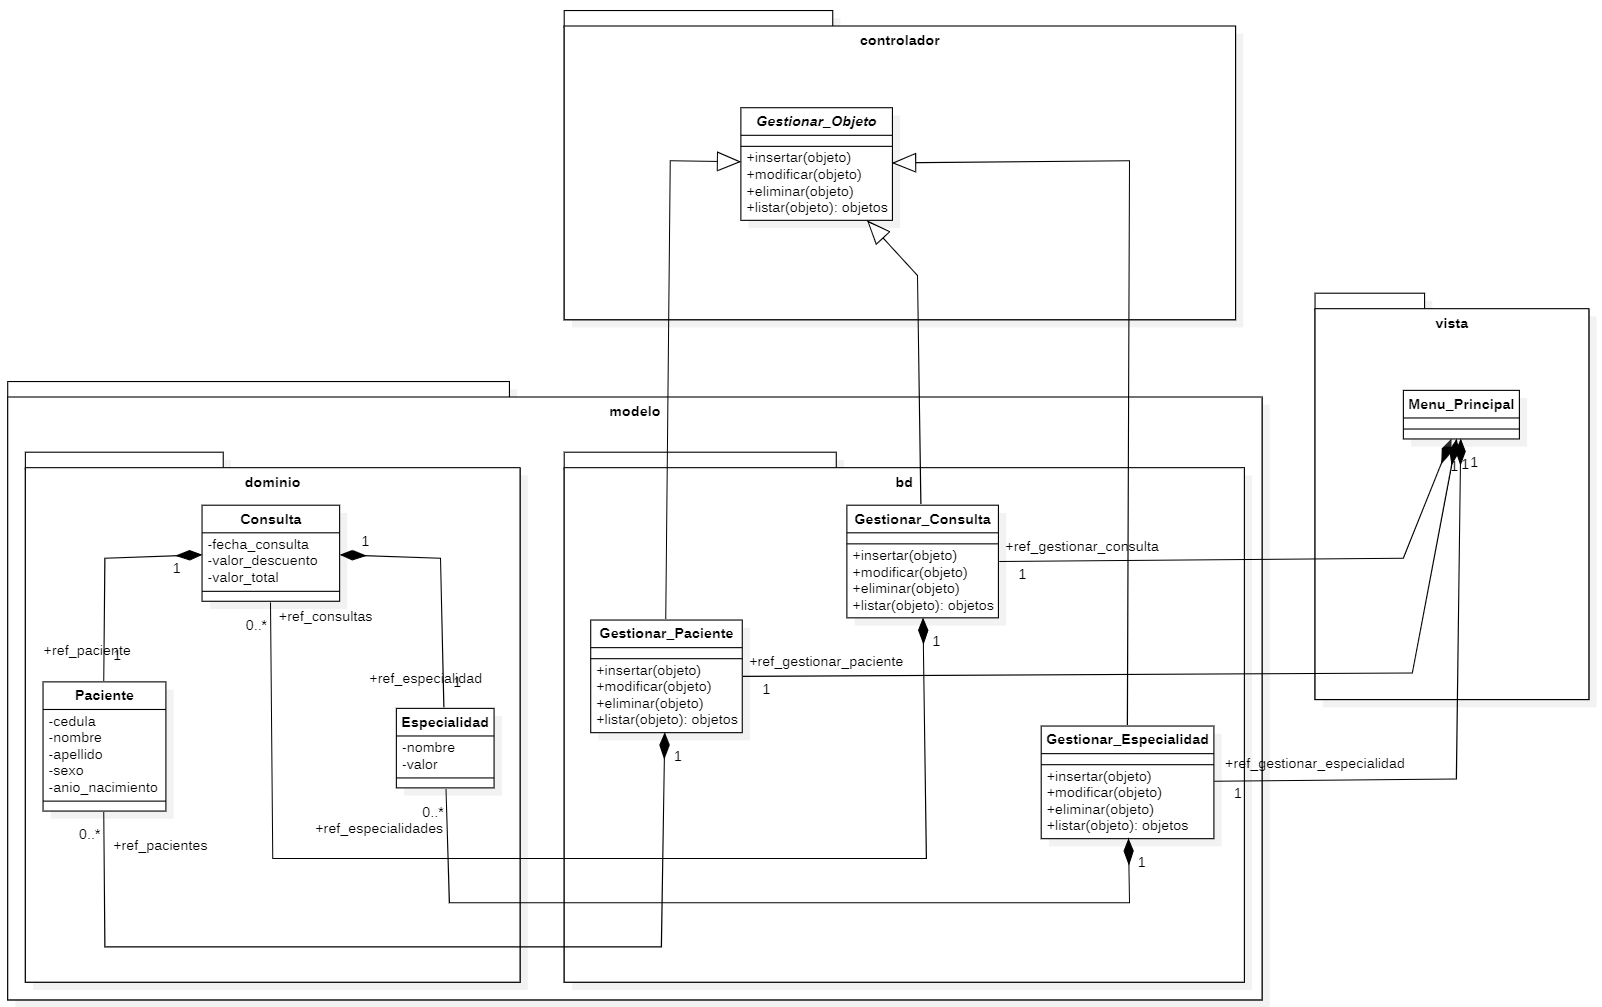 controlador
Gestionar_Objeto
+insertar(objeto)
+modificar(objeto)
+eliminar(objeto)
+listar(objeto): objetos
vista
Menu_Principal
1
1
1
modelo
dominio
Consulta
-fecha_consulta
-valor_descuento
-valor_total
1
1
+ref_consultas
0..*
+ref_paciente
1
Paciente
-cedula
-nombre
-apellido
-sexo
-anio_nacimiento
0..*
+ref_pacientes
+ref_especialidad
1
Especialidad
-nombre
-valor
0..*
+ref_especialidades
bd
Gestionar_Consulta
+insertar(objeto)
+modificar(objeto)
+eliminar(objeto)
+listar(objeto): objetos
+ref_gestionar_consulta
1
1
Gestionar_Paciente
+insertar(objeto)
+modificar(objeto)
+eliminar(objeto)
+listar(objeto): objetos
+ref_gestionar_paciente
1
1
Gestionar_Especialidad
+insertar(objeto)
+modificar(objeto)
+eliminar(objeto)
+listar(objeto): objetos
+ref_gestionar_especialidad
1
1